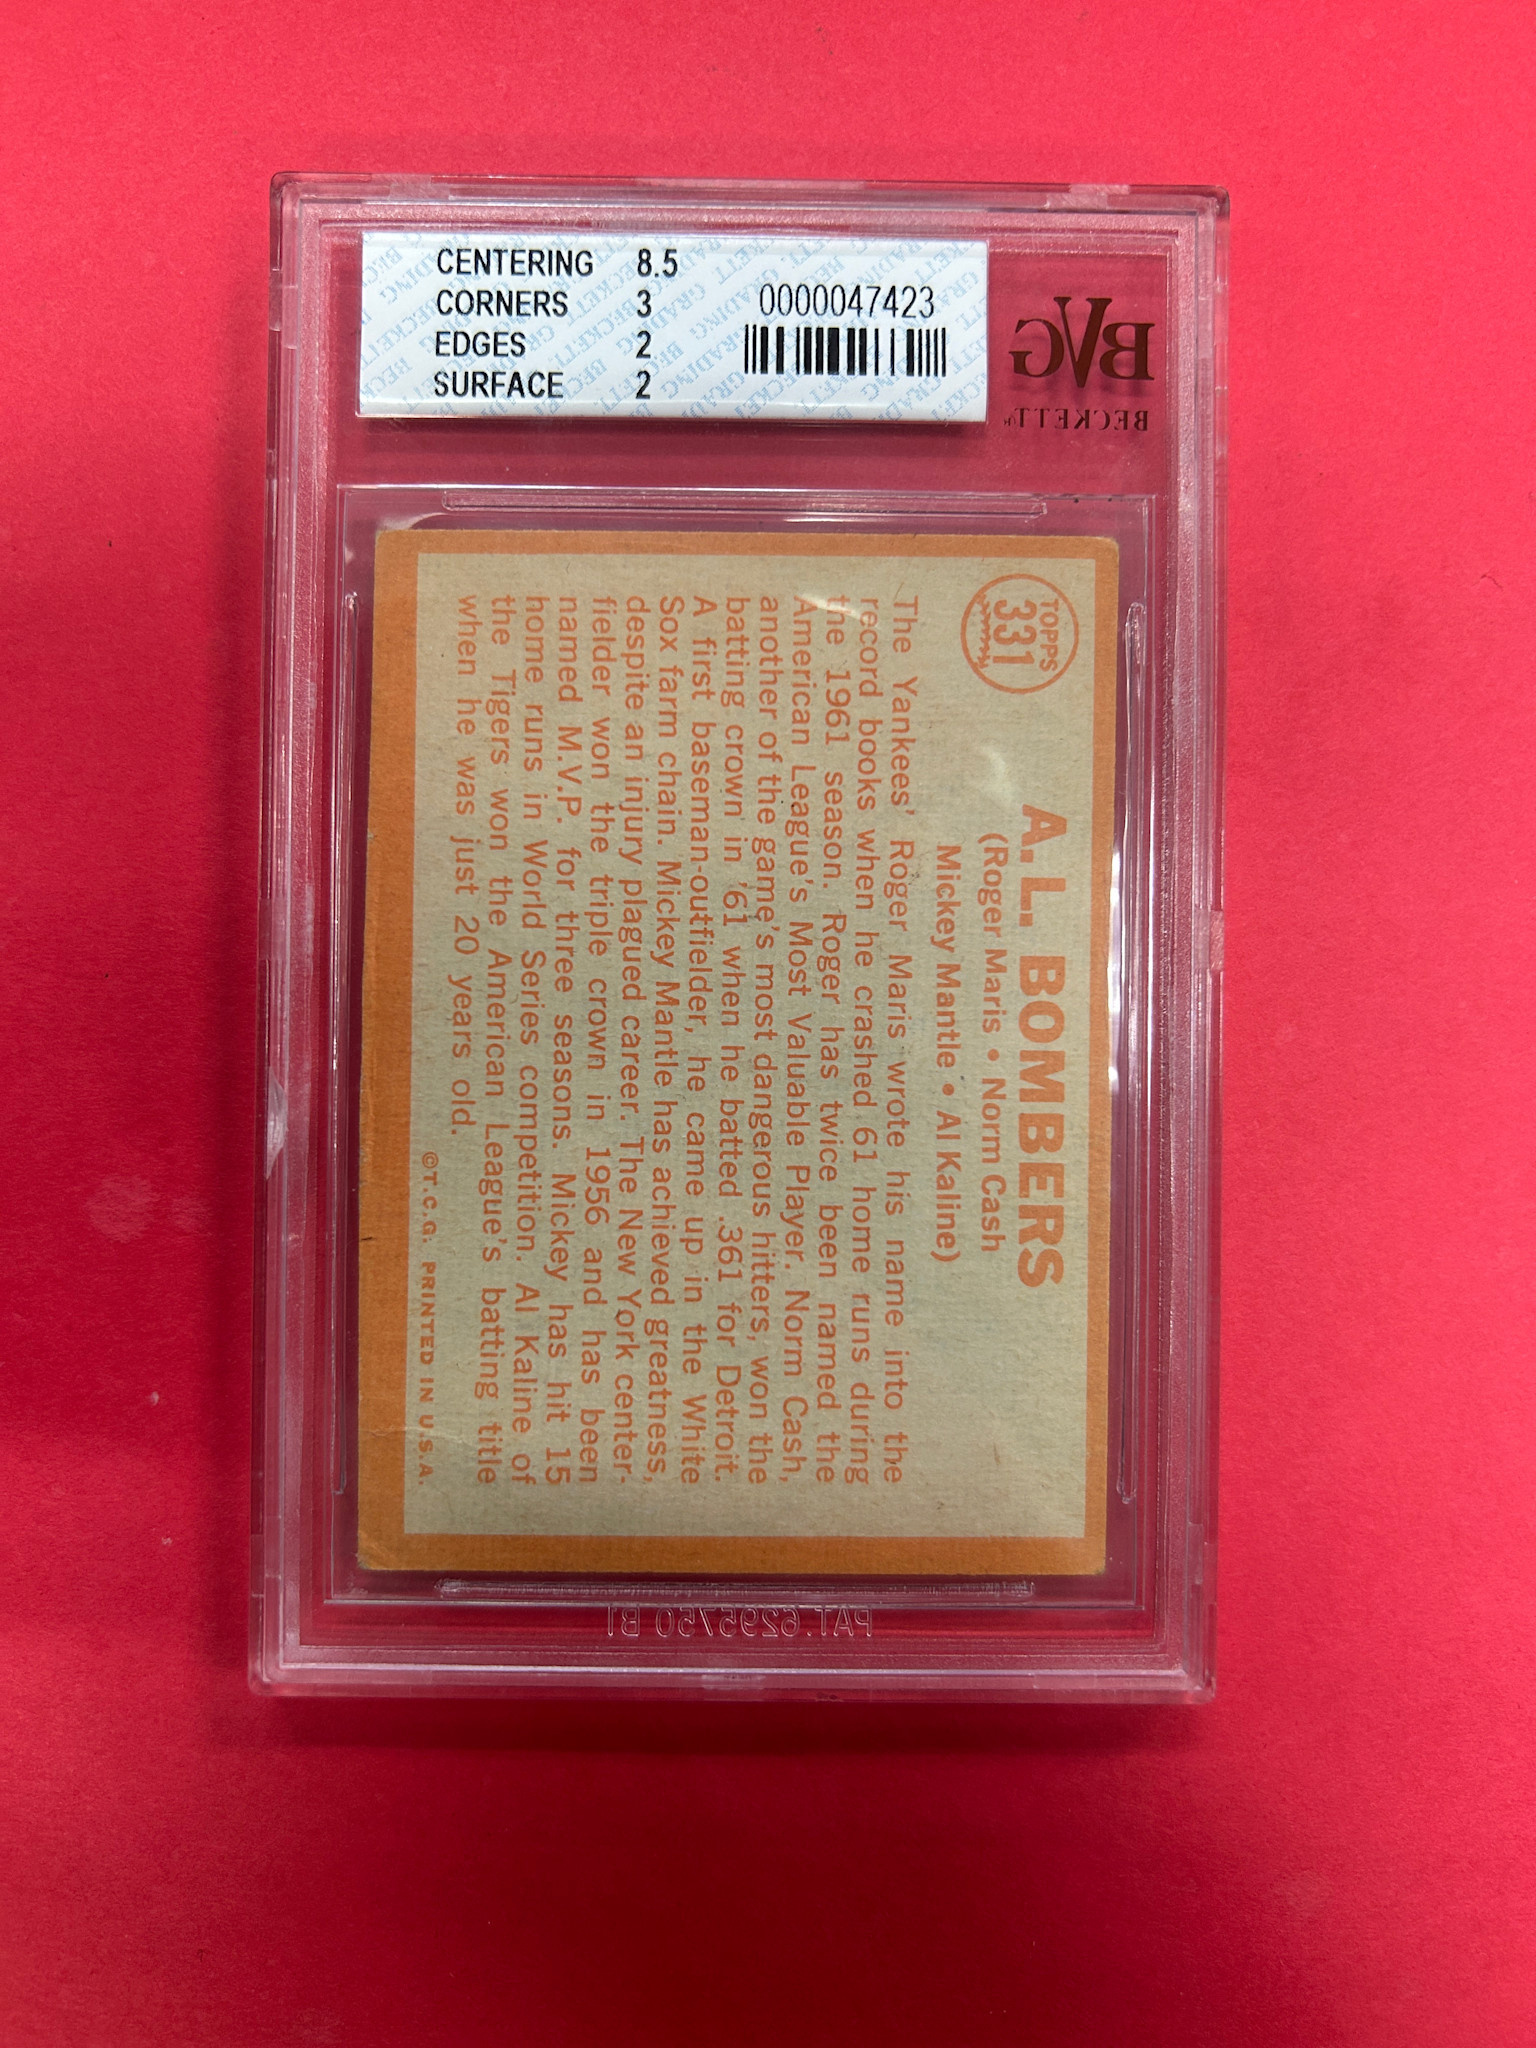 CENTERING 8.5
CORNERS 3
EDGES 2
SURFACE 2
0000047423
BVG
BECKETT
TOPPS
331
A. L. BOMBERS
(Roger Maris • Norm Cash
Mickey Mantle • Al Kaline)
The Yankees' Roger Maris wrote his name into the
record books when he crashed 61 home runs during
the 1961 season. Roger has twice been named the
American League's Most Valuable Player. Norm Cash,
another of the game's most dangerous hitters, won the
batting crown in '61 when he batted .361 for Detroit.
A first baseman-outfielder, he came up in the White
Sox farm chain. Mickey Mantle has achieved greatness,
despite an injury plagued career. The New York center-
fielder won the triple crown in 1956 and has been
named M.V.P. for three seasons. Mickey has hit 15
home runs in World Series competition. Al Kaline of
the Tigers won the American League's batting title
when he was just 20 years old.
©T.C.G. PRINTED IN U.S.A.
PAT.6295750 B1